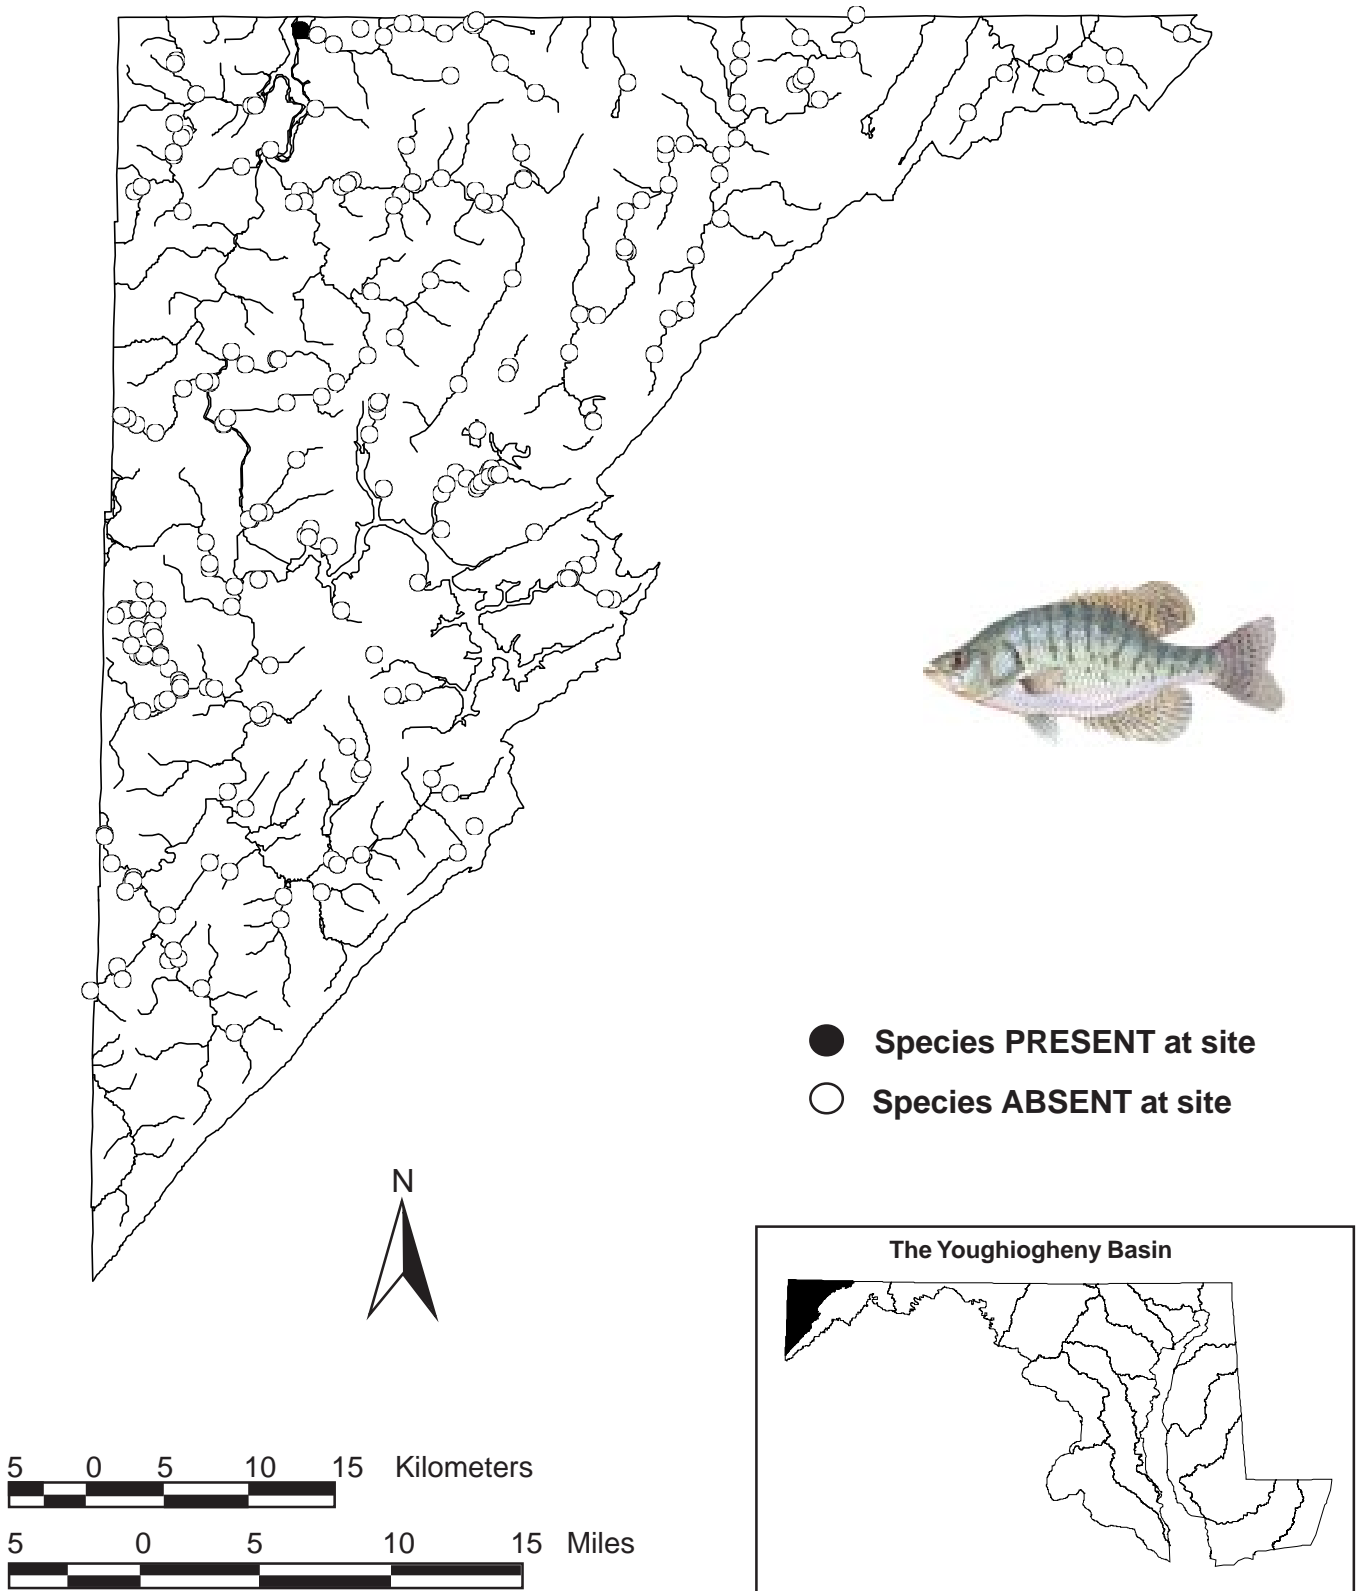 Species PRESENT at site
Species ABSENT at site
N
The Youghiogheny Basin
5 0 5 10 15 Kilometers
5 0 5 10 15 Miles